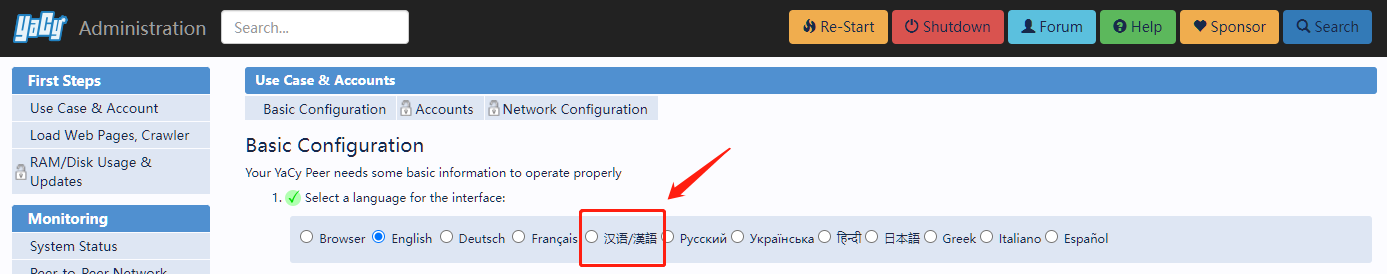 YaCy Administration Search... Re-Start Shutdown Forum Help Sponsor Search
First Steps
Use Case & Account
Load Web Pages, Crawler
RAM/Disk Usage &
Updates
Monitoring
System Status
Peer-to-Peer Network
Use Case & Accounts
Basic Configuration Accounts Network Configuration
Basic Configuration
Your YaCy Peer needs some basic information to operate properly
1. Select a language for the interface:
Browser English Deutsch Français 汉语/漢語 Русский Українська हिन्दी 日本語 Greek Italiano Español